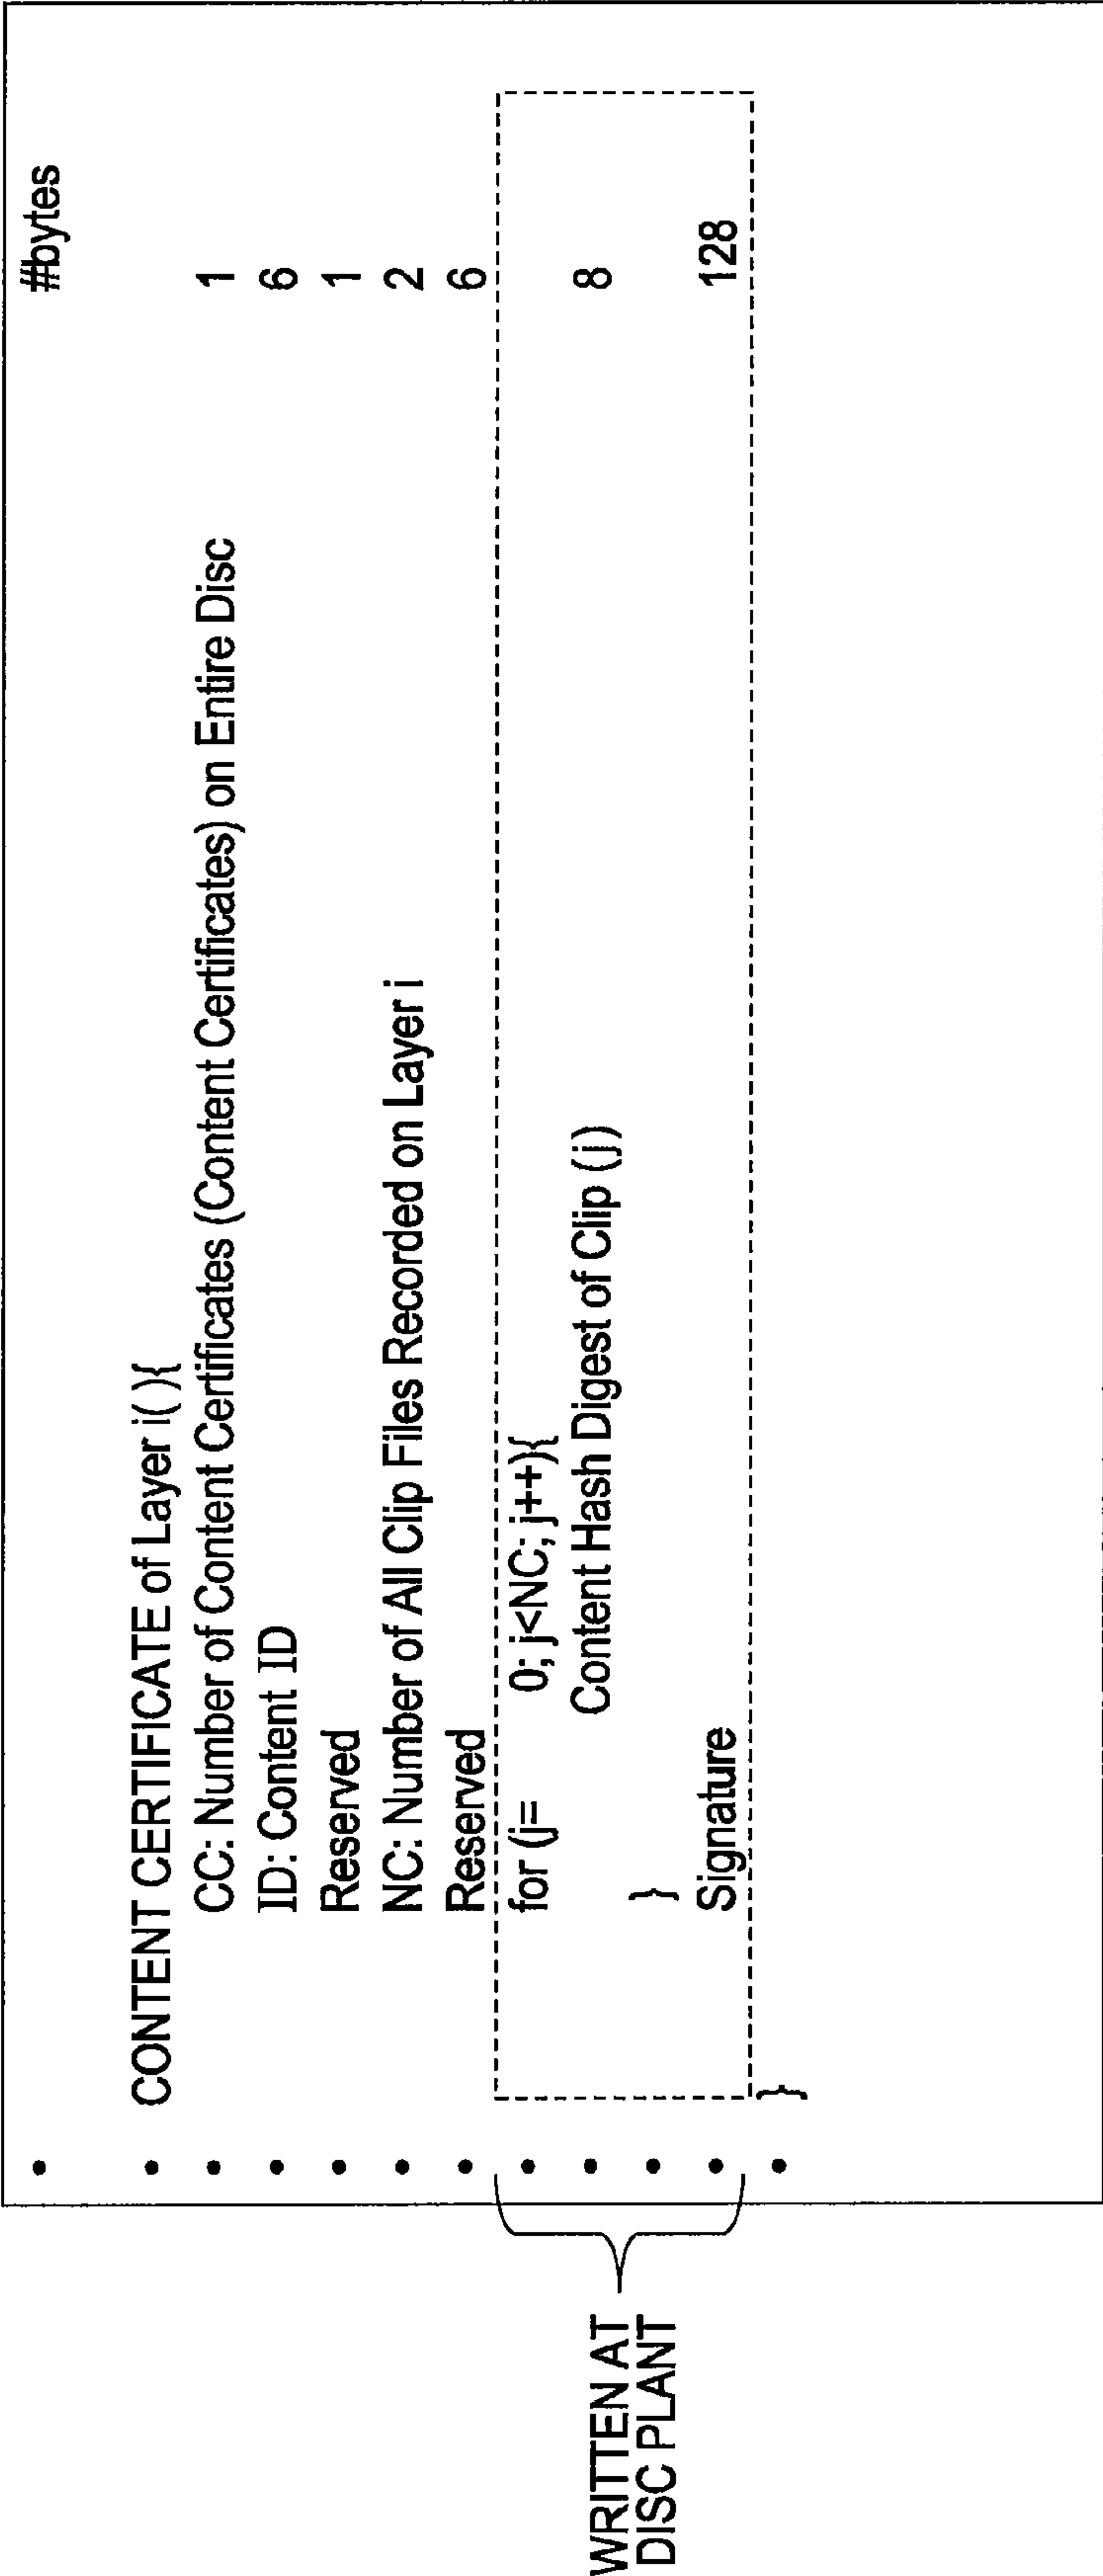 #bytes
CONTENT CERTIFICATE of Layer i( ){
CC: Number of Content Certificates (Content Certificates) on Entire Disc 1
ID: Content ID 6
Reserved 1
NC: Number of All Clip Files Recorded on Layer i 2
Reserved 6
for (j= 0; j<NC; j++){
Content Hash Digest of Clip (j) 8
}
Signature 128
}
WRITTEN AT
DISC PLANT